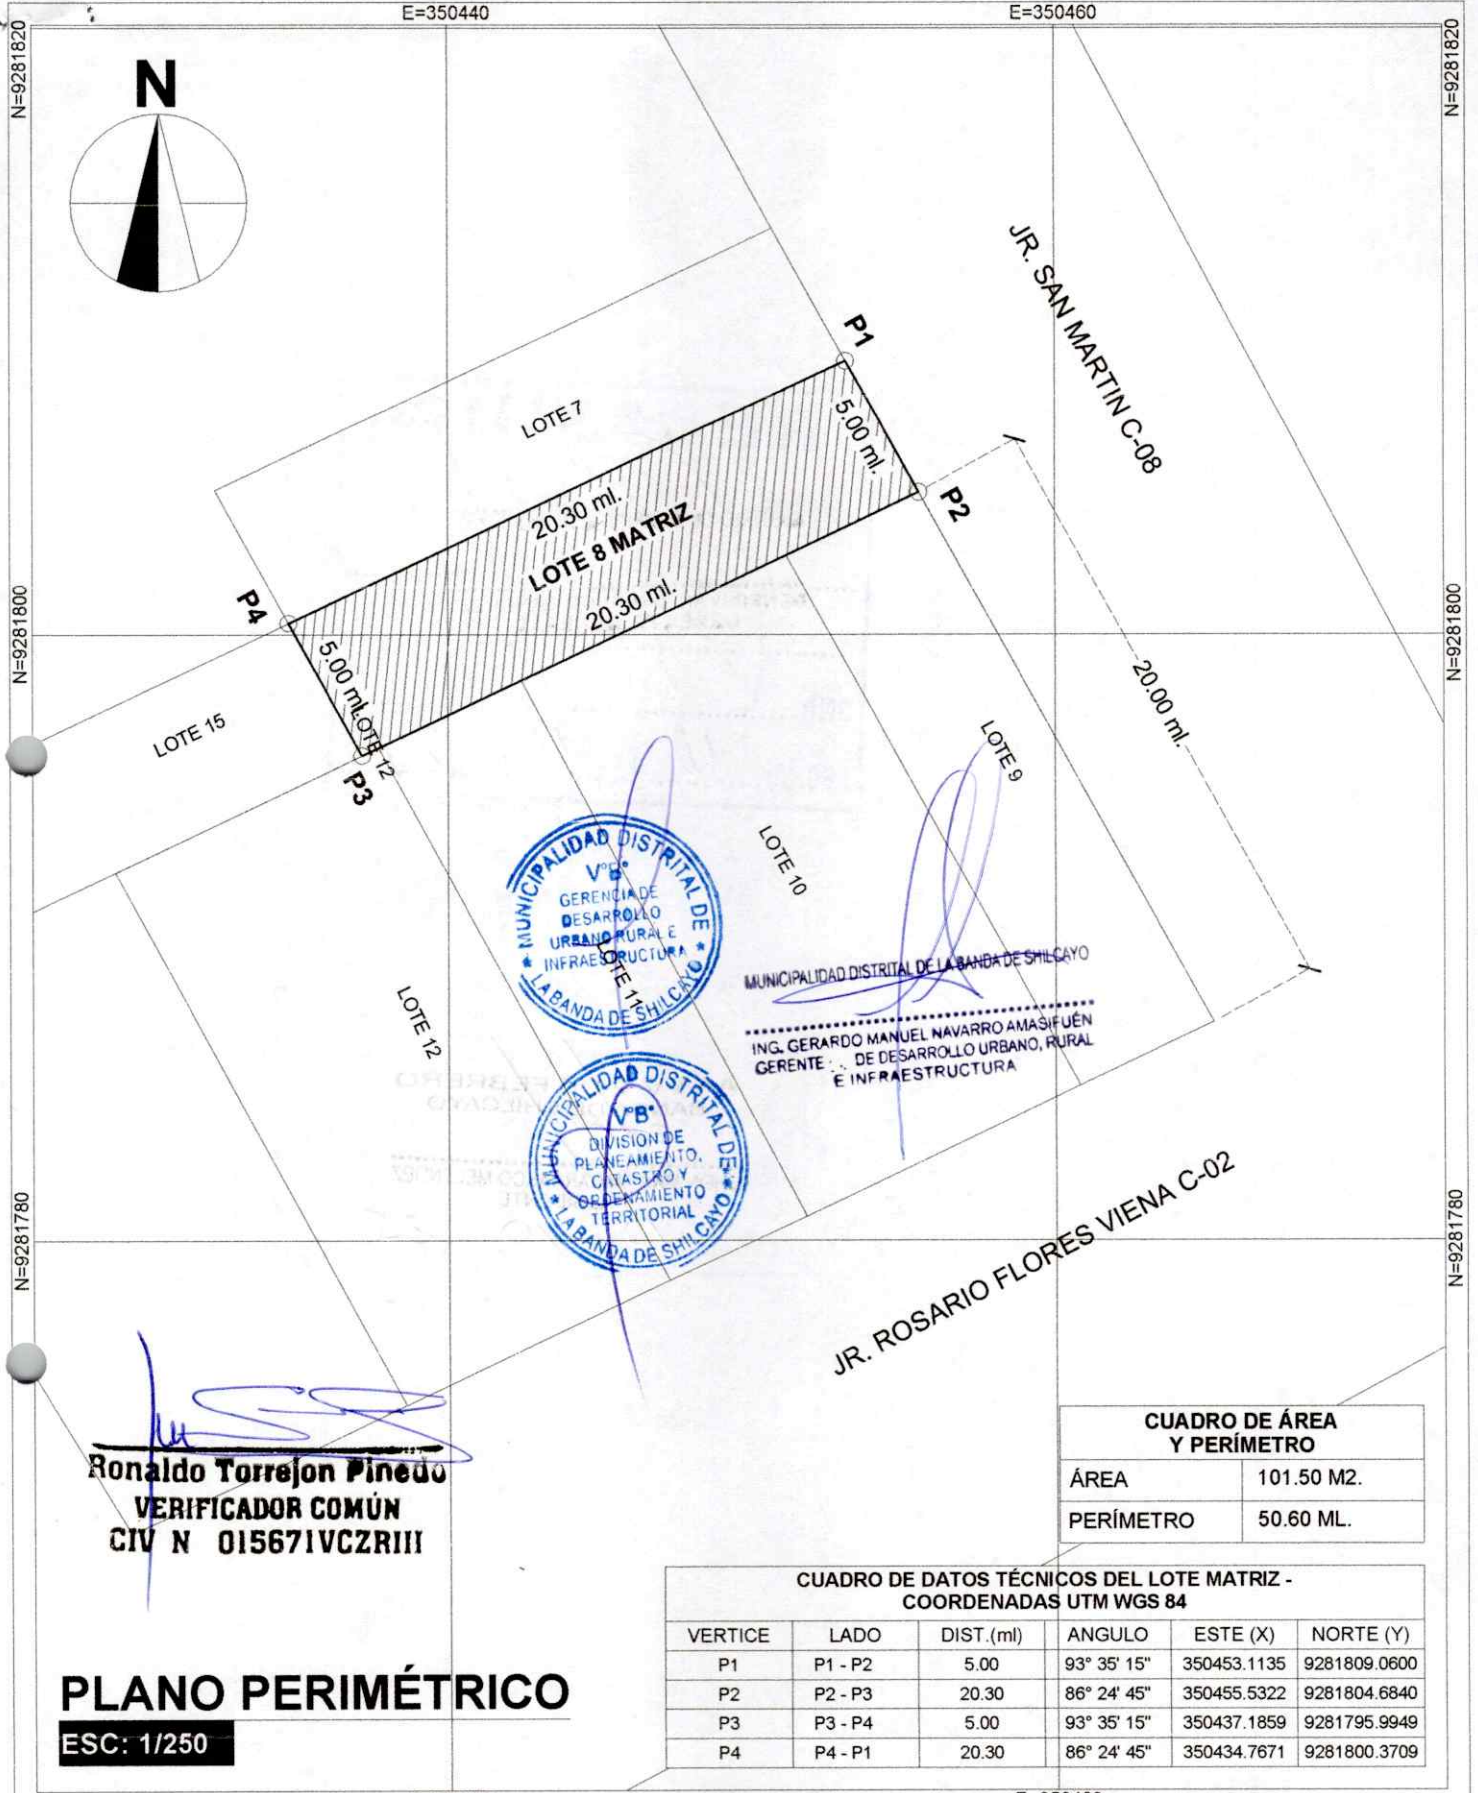 E=350440
E=350460
N=9281820
N=9281820
N
JR. SAN MARTIN C-08
P1
LOTE 7
5.00 ml.
20.30 ml.
P2
LOTE 8 MATRIZ
P4
20.30 ml.
N=9281800
N=9281800
5.00 ml.
LOTE 12
20.00 ml.
LOTE 15
P3
LOTE 9
LOTE 10
MUNICIPALIDAD DISTRITAL DE
V°B°
GERENCIA DE
DESARROLLO
URBANO RURAL E
INFRAESTRUCTURA
LA BANDA DE SHILCAYO
LOTE 11
LOTE 12
MUNICIPALIDAD DISTRITAL DE LA BANDA DE SHILCAYO
ING. GERARDO MANUEL NAVARRO AMASIFUÉN
GERENTE DE DESARROLLO URBANO, RURAL
E INFRAESTRUCTURA
MUNICIPALIDAD DISTRITAL DE
V°B°
DIVISION DE
PLANEAMIENTO,
CATASTRO Y
ORDENAMIENTO
TERRITORIAL
LA BANDA DE SHILCAYO
N=9281780
N=9281780
JR. ROSARIO FLORES VIENA C-02
Ronaldo Torrejon Pinedo
VERIFICADOR COMÚN
CIV N 015671VCZRIII
CUADRO DE ÁREA
Y PERÍMETRO
ÁREA 101.50 M2.
PERÍMETRO 50.60 ML.
CUADRO DE DATOS TÉCNICOS DEL LOTE MATRIZ -
COORDENADAS UTM WGS 84
VERTICE LADO DIST.(ml) ANGULO ESTE (X) NORTE (Y)
P1 P1 - P2 5.00 93° 35' 15" 350453.1135 9281809.0600
P2 P2 - P3 20.30 86° 24' 45" 350455.5322 9281804.6840
P3 P3 - P4 5.00 93° 35' 15" 350437.1859 9281795.9949
P4 P4 - P1 20.30 86° 24' 45" 350434.7671 9281800.3709
PLANO PERIMÉTRICO
ESC: 1/250